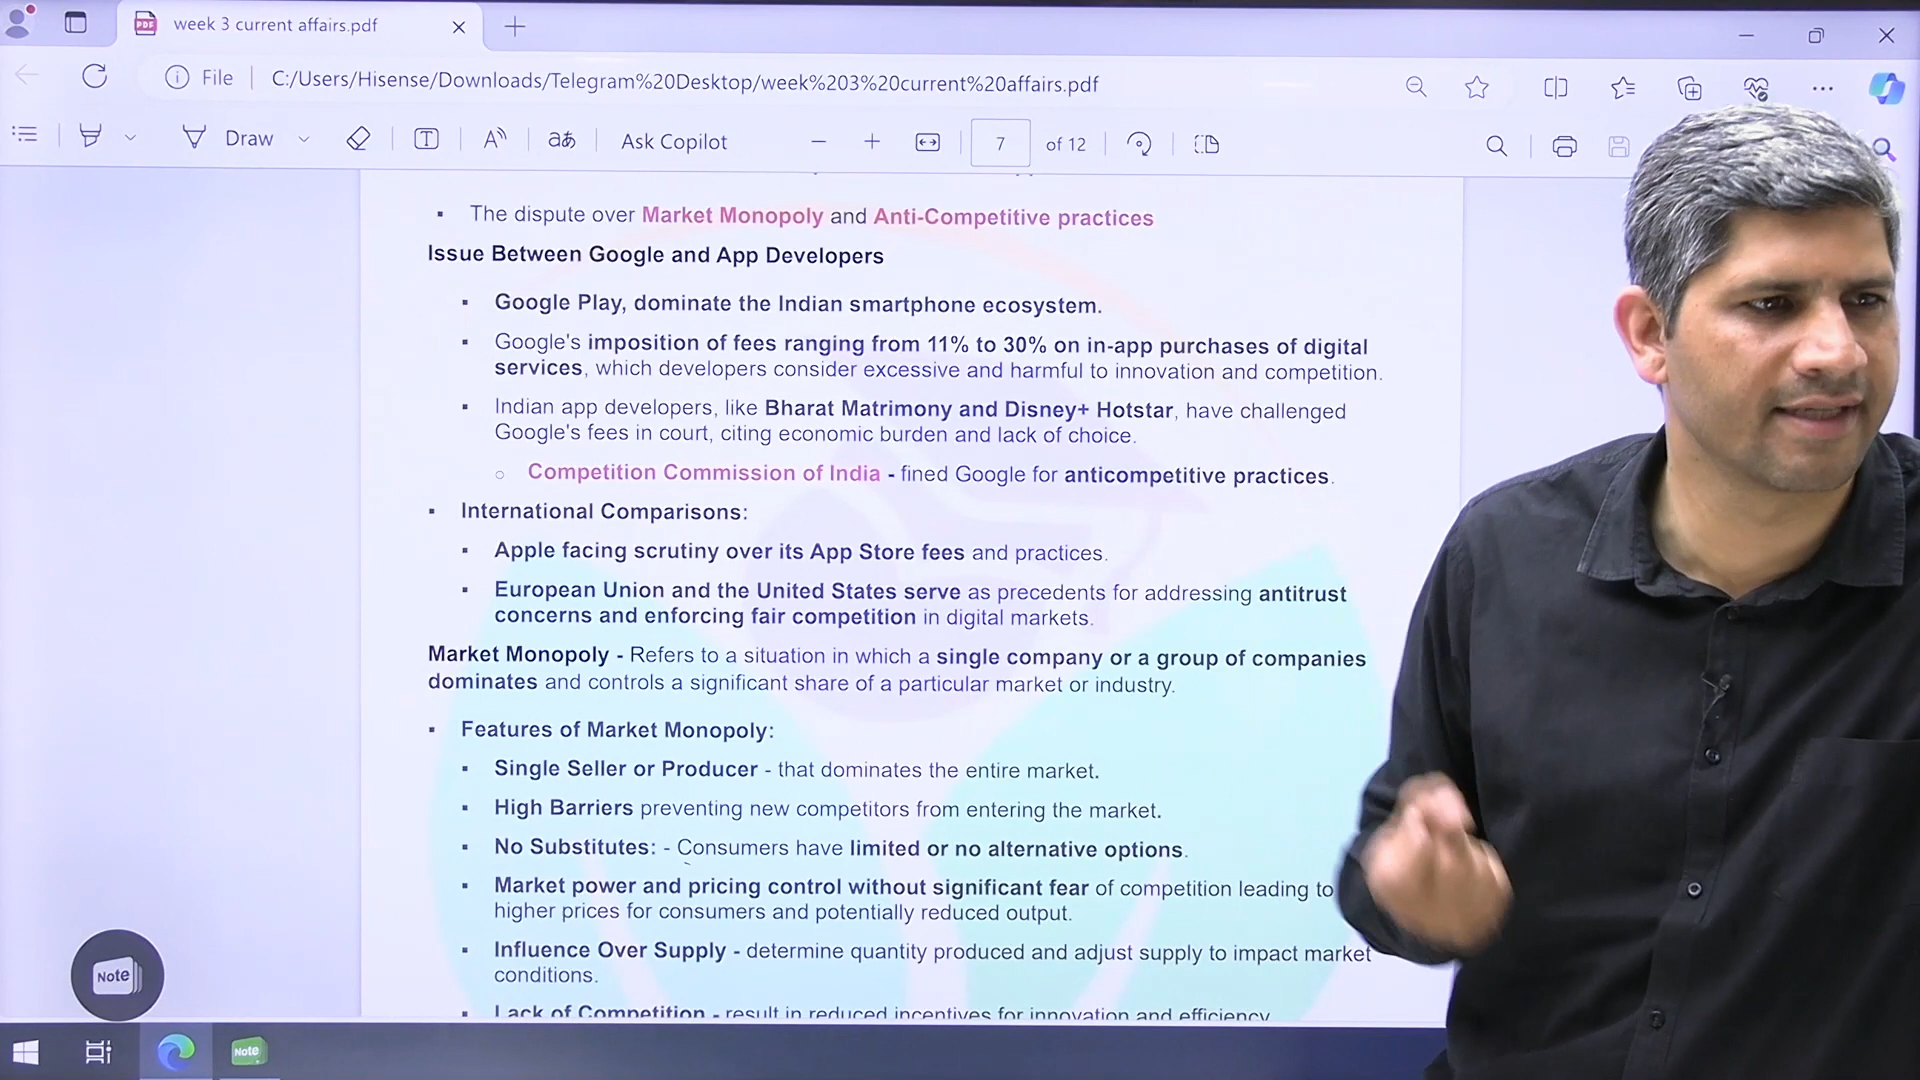 week 3 current affairs.pdf
File
C:/Users/Hisense/Downloads/Telegram%20Desktop/week%203%20current%20affairs.pdf
Draw
Ask Copilot
7 of 12
▪ The dispute over Market Monopoly and Anti-Competitive practices
Issue Between Google and App Developers
▪ Google Play, dominate the Indian smartphone ecosystem.
▪ Google's imposition of fees ranging from 11% to 30% on in-app purchases of digital
services, which developers consider excessive and harmful to innovation and competition.
▪ Indian app developers, like Bharat Matrimony and Disney+ Hotstar, have challenged
Google's fees in court, citing economic burden and lack of choice.
○ Competition Commission of India - fined Google for anticompetitive practices.
▪ International Comparisons:
▪ Apple facing scrutiny over its App Store fees and practices.
▪ European Union and the United States serve as precedents for addressing antitrust
concerns and enforcing fair competition in digital markets.
Market Monopoly - Refers to a situation in which a single company or a group of companies
dominates and controls a significant share of a particular market or industry.
▪ Features of Market Monopoly:
▪ Single Seller or Producer - that dominates the entire market.
▪ High Barriers preventing new competitors from entering the market.
▪ No Substitutes: - Consumers have limited or no alternative options.
▪ Market power and pricing control without significant fear of competition leading to
higher prices for consumers and potentially reduced output.
▪ Influence Over Supply - determine quantity produced and adjust supply to impact market
conditions.
▪ Lack of Competition - result in reduced incentives for innovation and efficiency
Note
Note